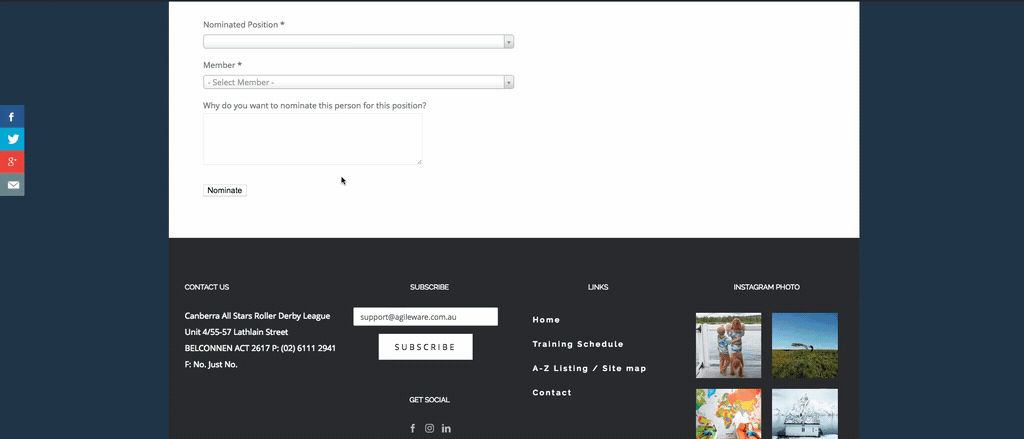 Nominated Position *
Member *
- Select Member -
Why do you want to nominate this person for this position?
Nominate
CONTACT US
Canberra All Stars Roller Derby League
Unit 4/55-57 Lathlain Street
BELCONNEN ACT 2617 P: (02) 6111 2941
F: No. Just No.
SUBSCRIBE
support@agileware.com.au
SUBSCRIBE
GET SOCIAL
LINKS
Home
Training Schedule
A-Z Listing / Site map
Contact
INSTAGRAM PHOTO